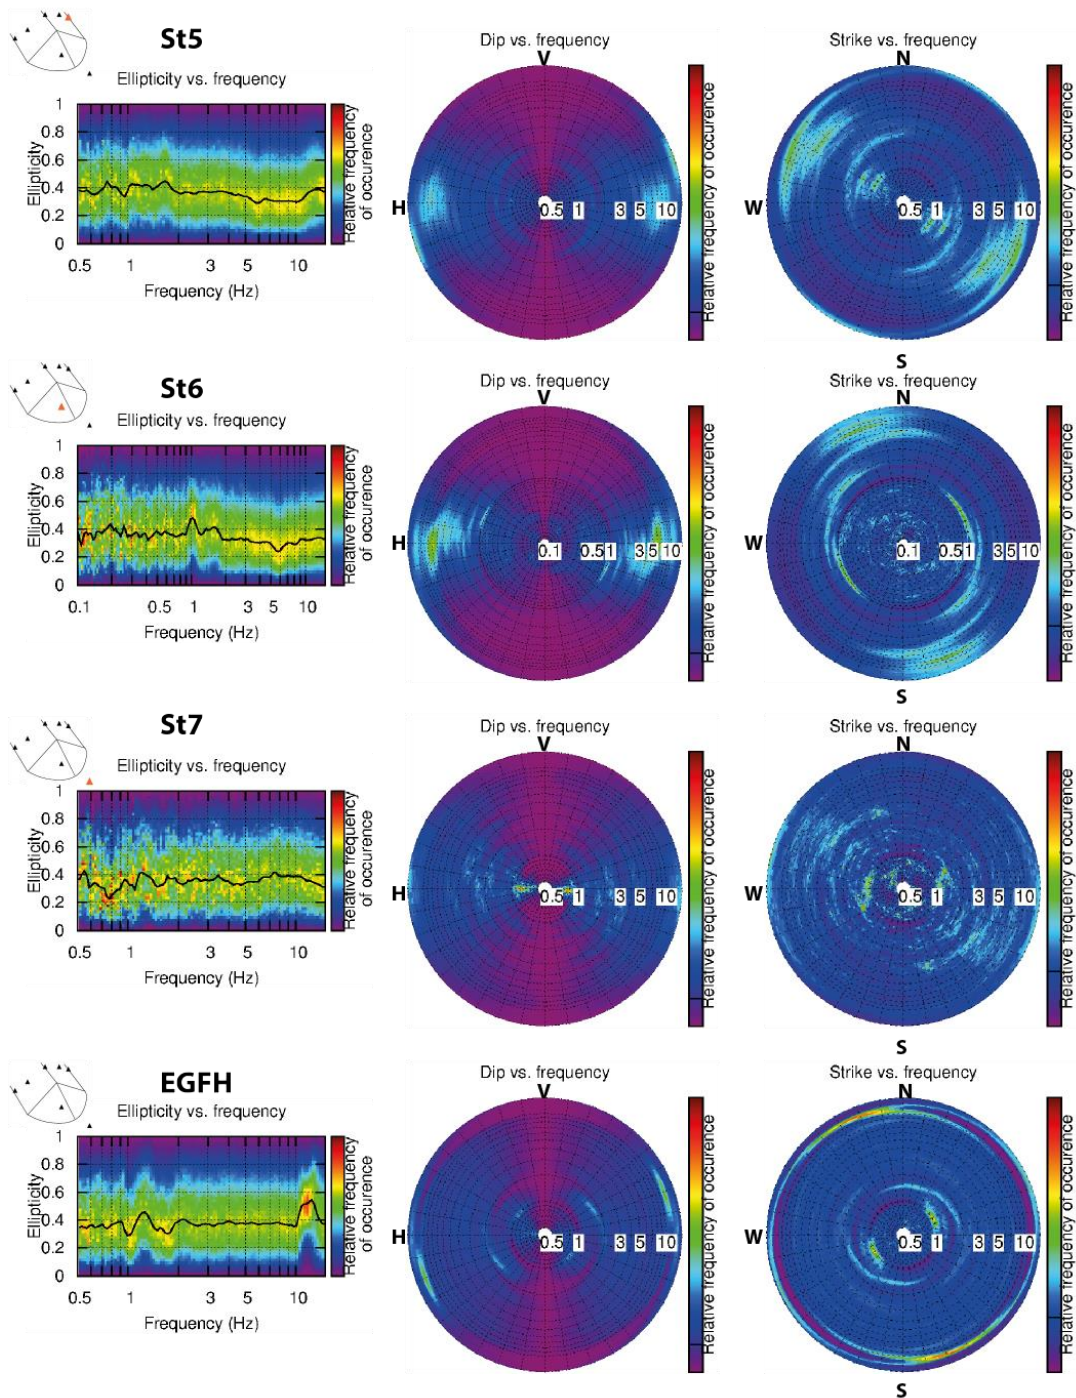 St5
Ellipticity vs. frequency
1
0.8
0.6
0.4
0.2
0
Ellipticity
0.5 1 3 5 10
Frequency (Hz)
Relative frequency
of occurence
Dip vs. frequency
V
H
0.5 1 3 5 10
Relative frequency of occurence
Strike vs. frequency
N
W
0.5 1 3 5 10
S
Relative frequency of occurence
St6
Ellipticity vs. frequency
1
0.8
0.6
0.4
0.2
0
Ellipticity
0.1 0.5 1 5 10
Frequency (Hz)
Relative frequency
of occurence
Dip vs. frequency
V
H
0.1 0.5 1 3 5 10
Relative frequency of occurence
Strike vs. frequency
N
W
0.1 0.5 1 3 5 10
S
Relative frequency of occurence
St7
Ellipticity vs. frequency
1
0.8
0.6
0.4
0.2
0
Ellipticity
0.5 1 3 5 10
Frequency (Hz)
Relative frequency
of occurence
Dip vs. frequency
V
H
0.5 1 3 5 10
Relative frequency of occurence
Strike vs. frequency
N
W
0.5 1 3 5 10
S
Relative frequency of occurence
EGFH
Ellipticity vs. frequency
1
0.8
0.6
0.4
0.2
0
Ellipticity
0.5 1 3 5 10
Frequency (Hz)
Relative frequency
of occurence
Dip vs. frequency
V
H
0.5 1 3 5 10
Relative frequency of occurence
Strike vs. frequency
N
W
0.5 1 3 5 10
S
Relative frequency of occurence